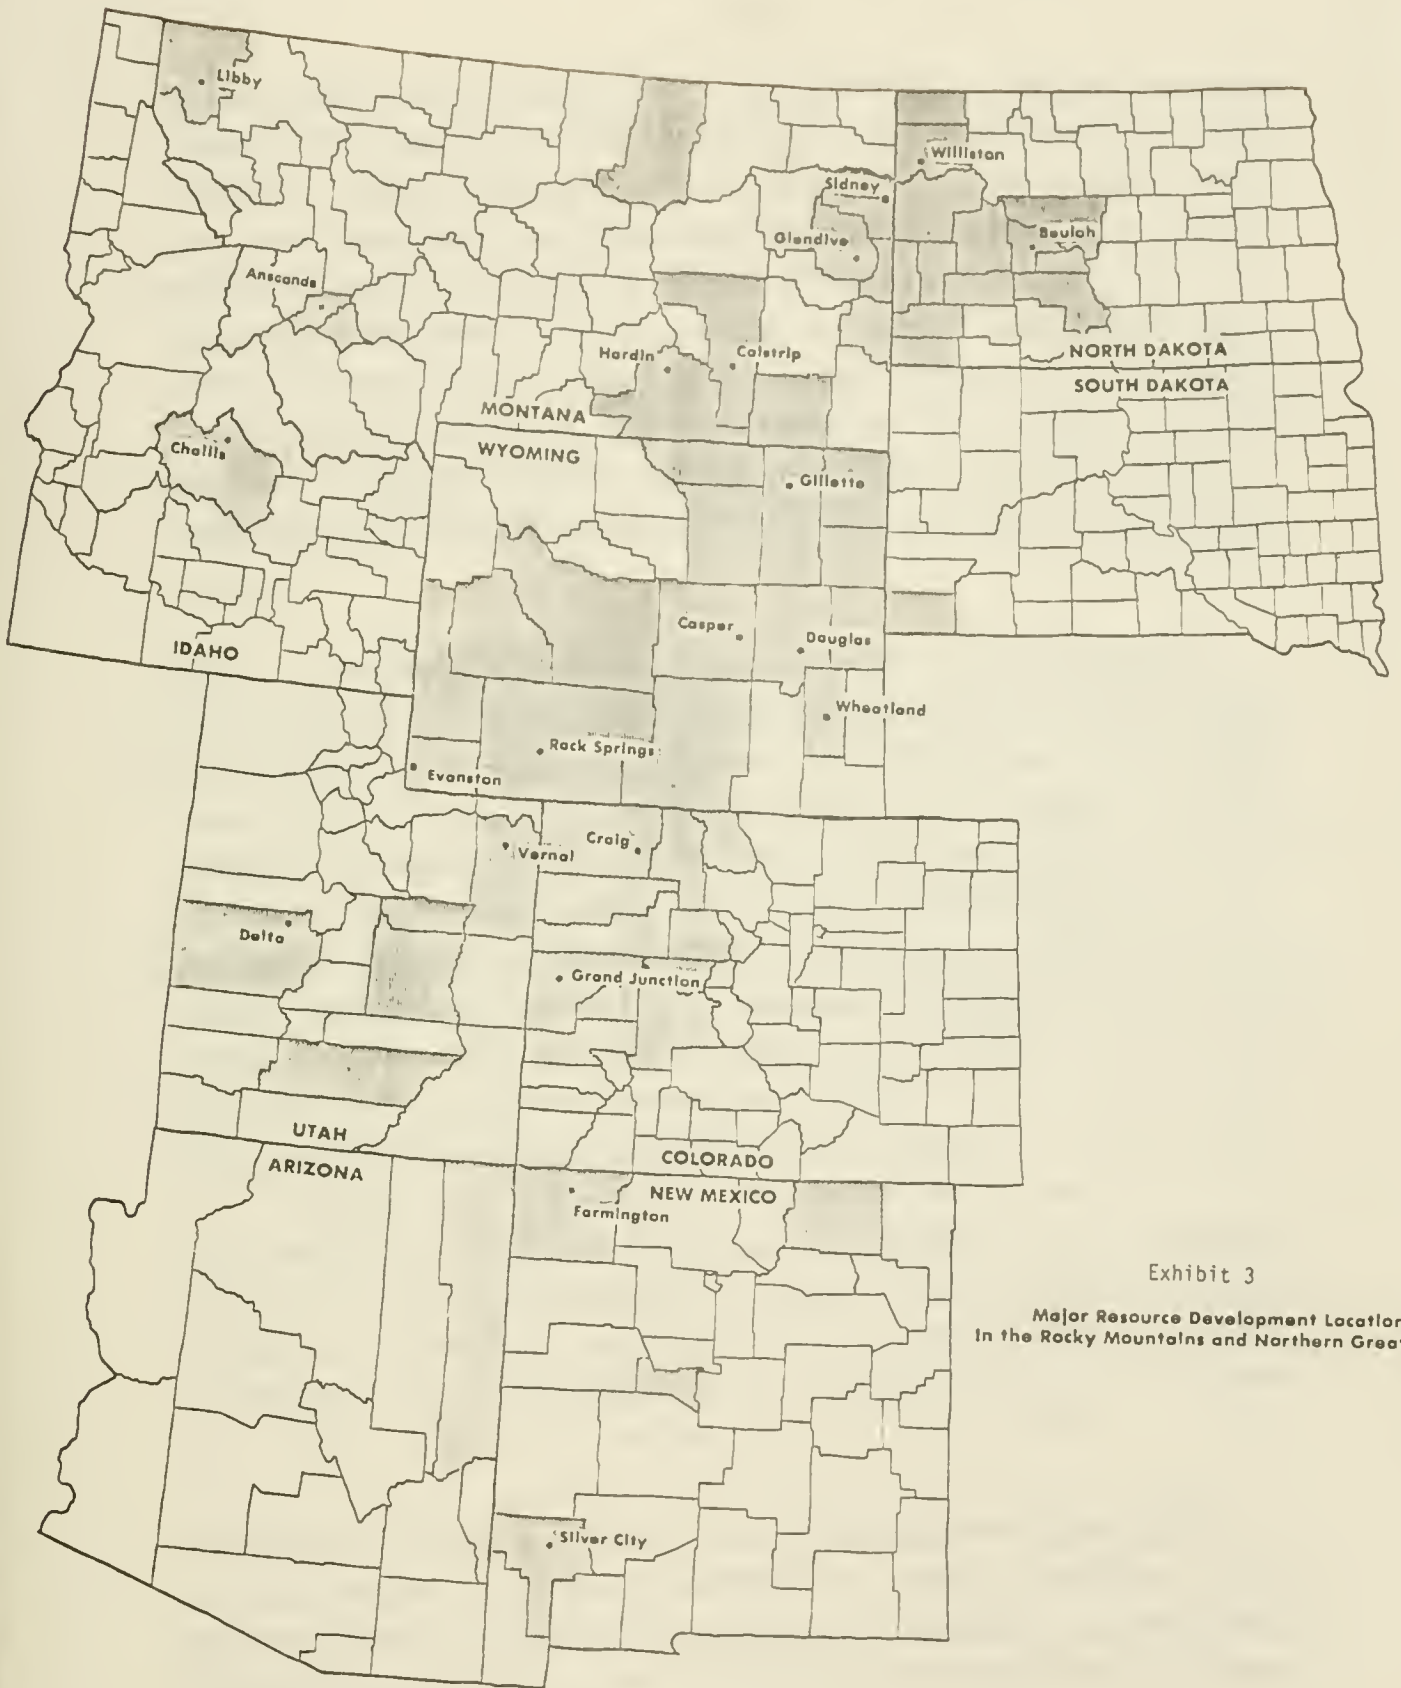 Libby
Williston
Sidney
Beulah
Glendive
Anaconda
Hardin
Colstrip
NORTH DAKOTA
SOUTH DAKOTA
MONTANA
WYOMING
Challis
Gillette
Casper
Douglas
IDAHO
Wheatland
Rock Springs
Evanston
Craig
Vernal
Delta
Grand Junction
UTAH
COLORADO
ARIZONA
NEW MEXICO
Farmington
Exhibit 3
Major Resource Development Location
In the Rocky Mountains and Northern Grea
Silver City